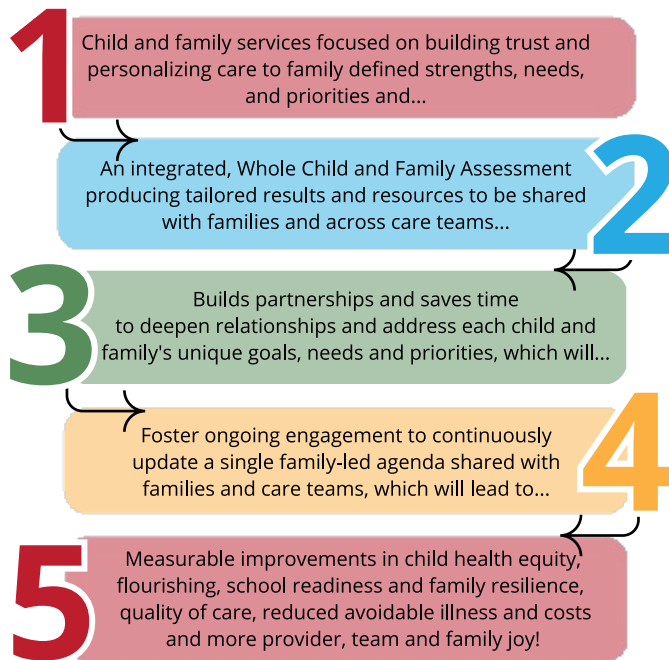 1
Child and family services focused on building trust and
personalizing care to family defined strengths, needs,
and priorities and...
2
An integrated, Whole Child and Family Assessment
producing tailored results and resources to be shared
with families and across care teams...
3
Builds partnerships and saves time
to deepen relationships and address each child and
family's unique goals, needs and priorities, which will...
4
Foster ongoing engagement to continuously
update a single family-led agenda shared with
families and care teams, which will lead to...
5
Measurable improvements in child health equity,
flourishing, school readiness and family resilience,
quality of care, reduced avoidable illness and costs
and more provider, team and family joy!